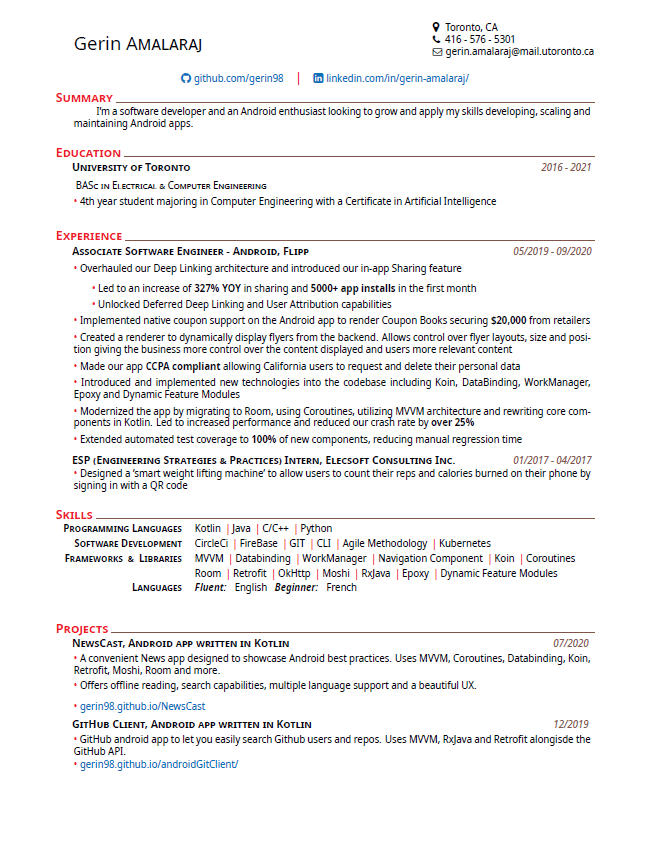 Gerin AMALARAJ
Toronto, CA
416 - 576 - 5301
gerin.amalaraj@mail.utoronto.ca
github.com/gerin98 | linkedin.com/in/gerin-amalaraj/
SUMMARY
I'm a software developer and an Android enthusiast looking to grow and apply my skills developing, scaling and
maintaining Android apps.
EDUCATION
UNIVERSITY OF TORONTO 2016 - 2021
BASC IN ELECTRICAL & COMPUTER ENGINEERING
• 4th year student majoring in Computer Engineering with a Certificate in Artificial Intelligence
EXPERIENCE
ASSOCIATE SOFTWARE ENGINEER - ANDROID, FLIPP 05/2019 - 09/2020
• Overhauled our Deep Linking architecture and introduced our in-app Sharing feature
• Led to an increase of 327% YOY in sharing and 5000+ app installs in the first month
• Unlocked Deferred Deep Linking and User Attribution capabilities
• Implemented native coupon support on the Android app to render Coupon Books securing $20,000 from retailers
• Created a renderer to dynamically display flyers from the backend. Allows control over flyer layouts, size and posi-
tion giving the business more control over the content displayed and users more relevant content
• Made our app CCPA compliant allowing California users to request and delete their personal data
• Introduced and implemented new technologies into the codebase including Koin, DataBinding, WorkManager,
Epoxy and Dynamic Feature Modules
• Modernized the app by migrating to Room, using Coroutines, utilizing MVVM architecture and rewriting core com-
ponents in Kotlin. Led to increased performance and reduced our crash rate by over 25%
• Extended automated test coverage to 100% of new components, reducing manual regression time
ESP (ENGINEERING STRATEGIES & PRACTICES) INTERN, ELECSOFT CONSULTING INC. 01/2017 - 04/2017
• Designed a 'smart weight lifting machine' to allow users to count their reps and calories burned on their phone by
signing in with a QR code
SKILLS
PROGRAMMING LANGUAGES Kotlin | Java | C/C++ | Python
SOFTWARE DEVELOPMENT CircleCi | FireBase | GIT | CLI | Agile Methodology | Kubernetes
FRAMEWORKS & LIBRARIES MVVM | Databinding | WorkManager | Navigation Component | Koin | Coroutines
Room | Retrofit | OkHttp | Moshi | RxJava | Epoxy | Dynamic Feature Modules
LANGUAGES Fluent: English Beginner: French
PROJECTS
NEWSCAST, ANDROID APP WRITTEN IN KOTLIN 07/2020
• A convenient News app designed to showcase Android best practices. Uses MVVM, Coroutines, Databinding, Koin,
Retrofit, Moshi, Room and more.
• Offers offline reading, search capabilities, multiple language support and a beautiful UX.
• gerin98.github.io/NewsCast
GITHUB CLIENT, ANDROID APP WRITTEN IN KOTLIN 12/2019
• GitHub android app to let you easily search Github users and repos. Uses MVVM, RxJava and Retrofit alongisde the
GitHub API.
• gerin98.github.io/androidGitClient/